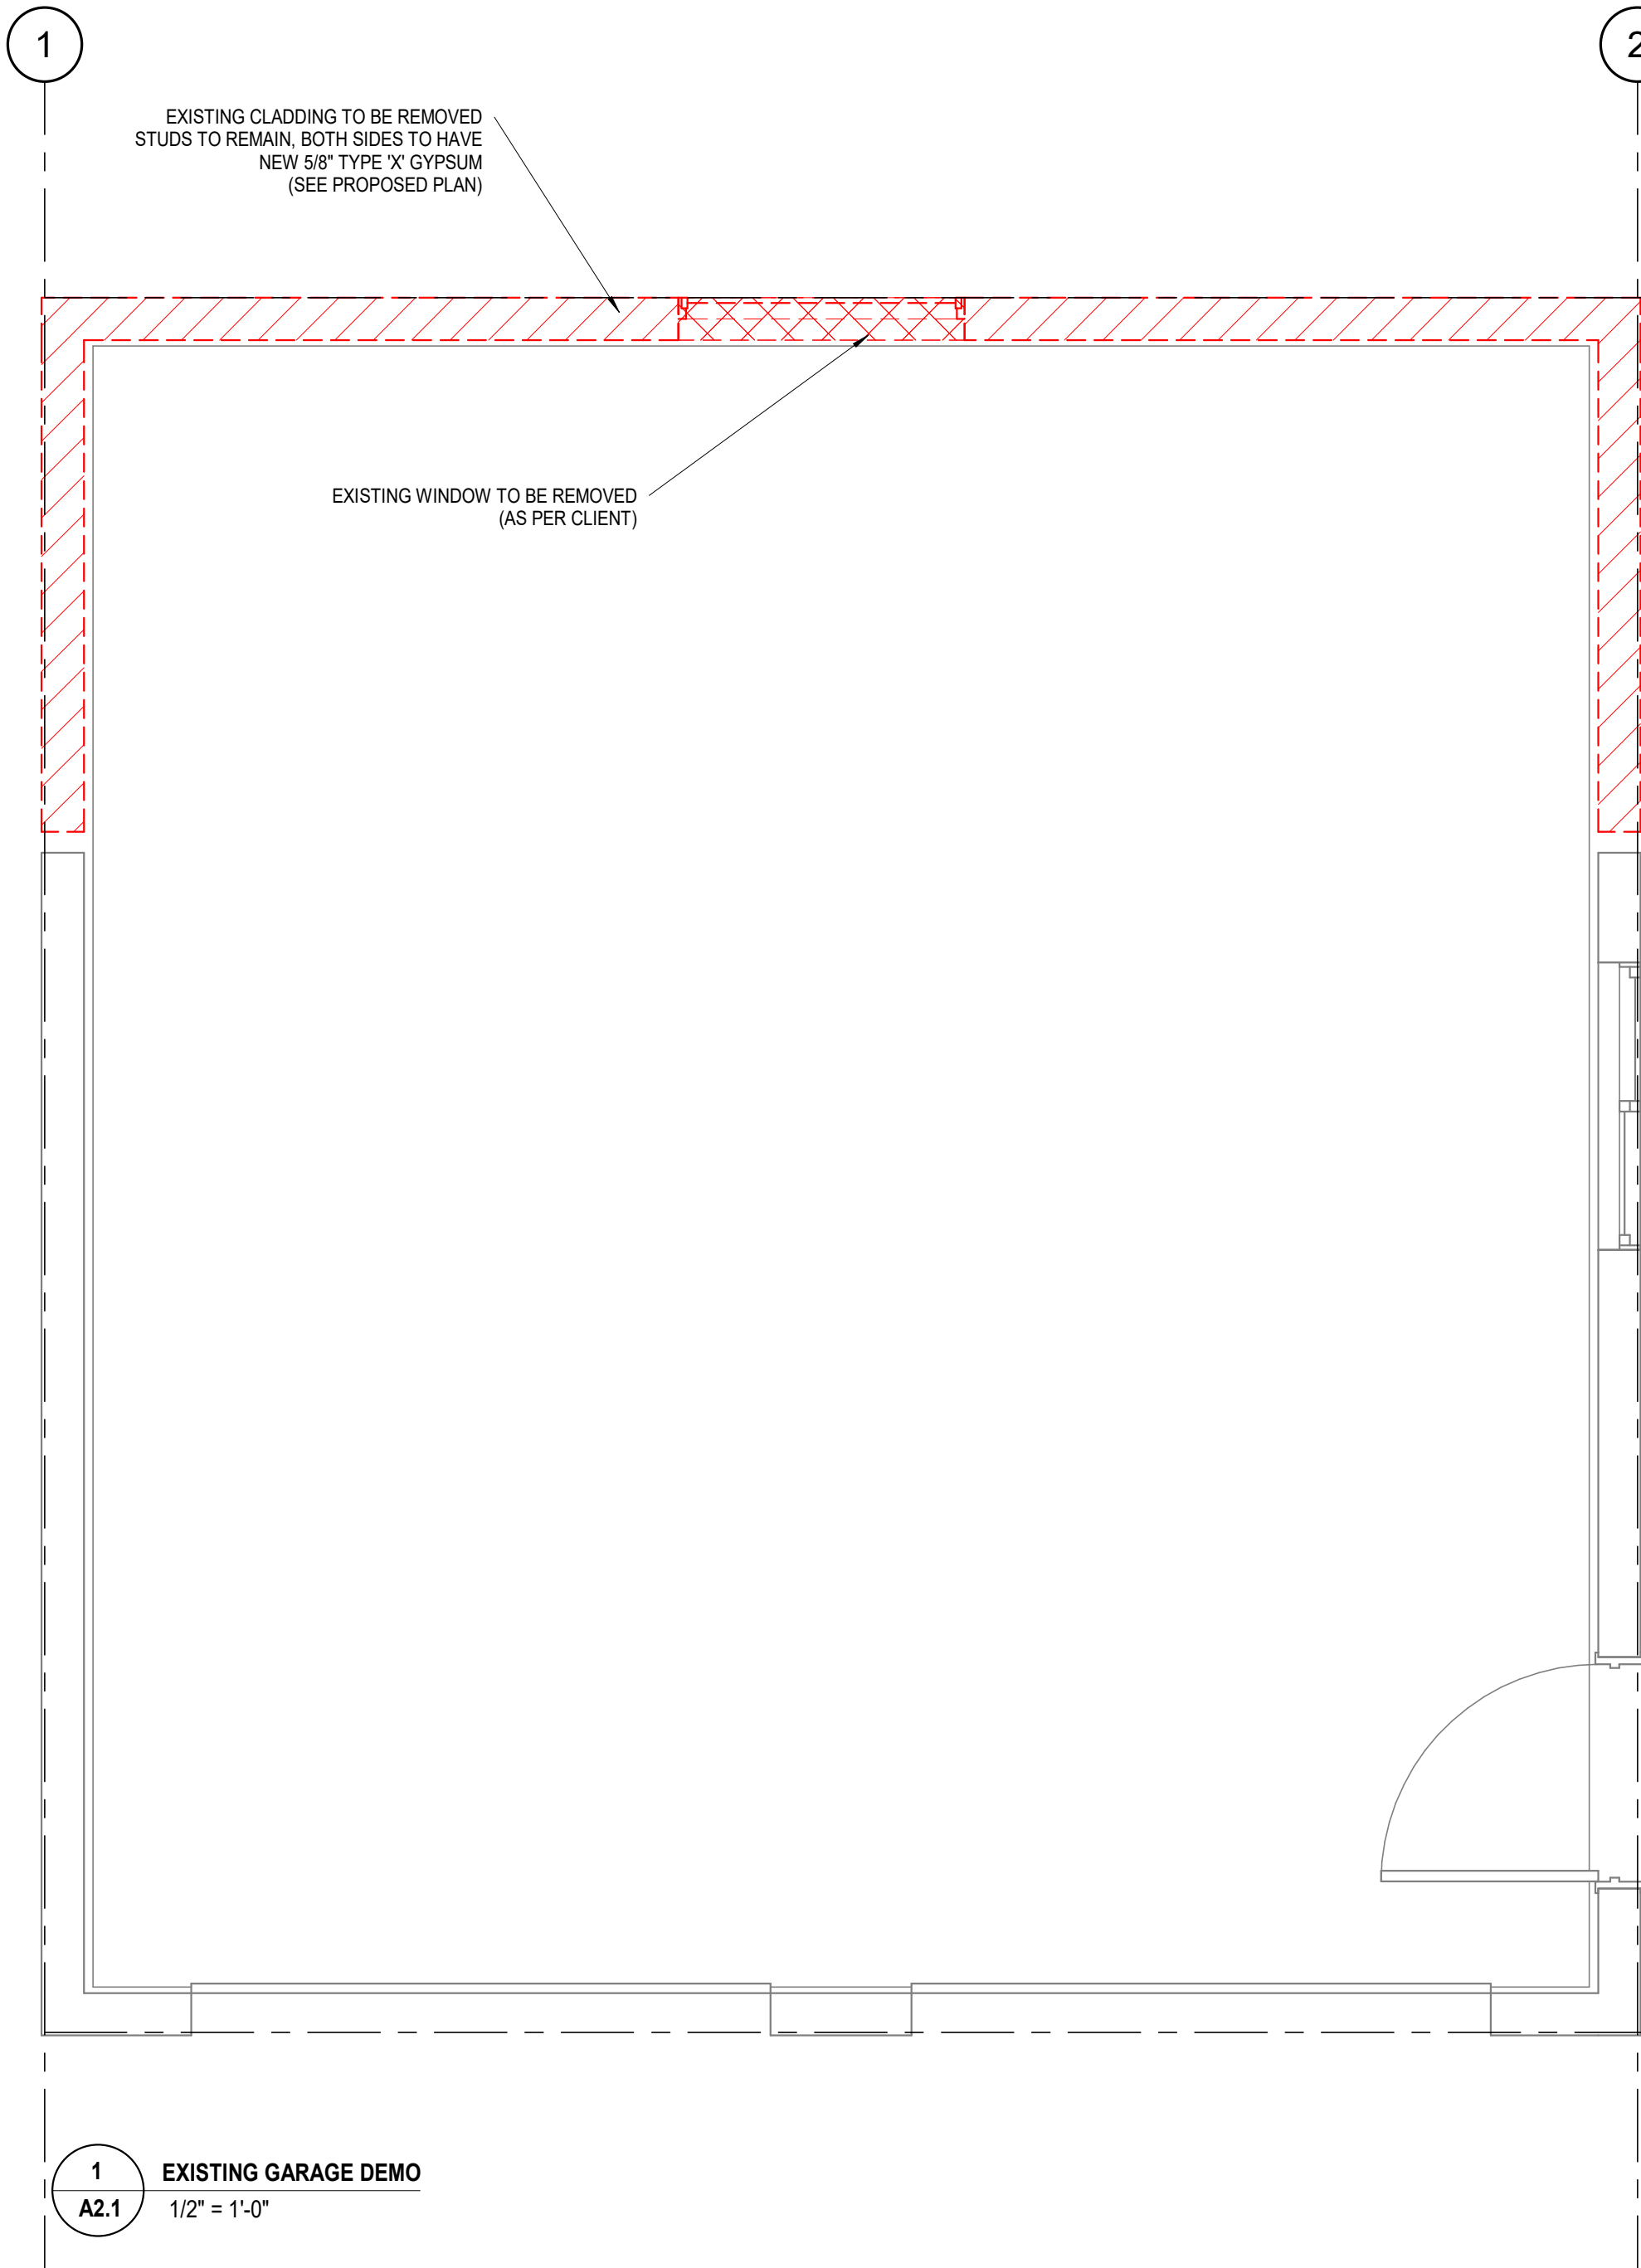 1
2
EXISTING CLADDING TO BE REMOVED
STUDS TO REMAIN, BOTH SIDES TO HAVE
NEW 5/8" TYPE 'X' GYPSUM
(SEE PROPOSED PLAN)
EXISTING WINDOW TO BE REMOVED
(AS PER CLIENT)
1
EXISTING GARAGE DEMO
A2.1
1/2" = 1'-0"